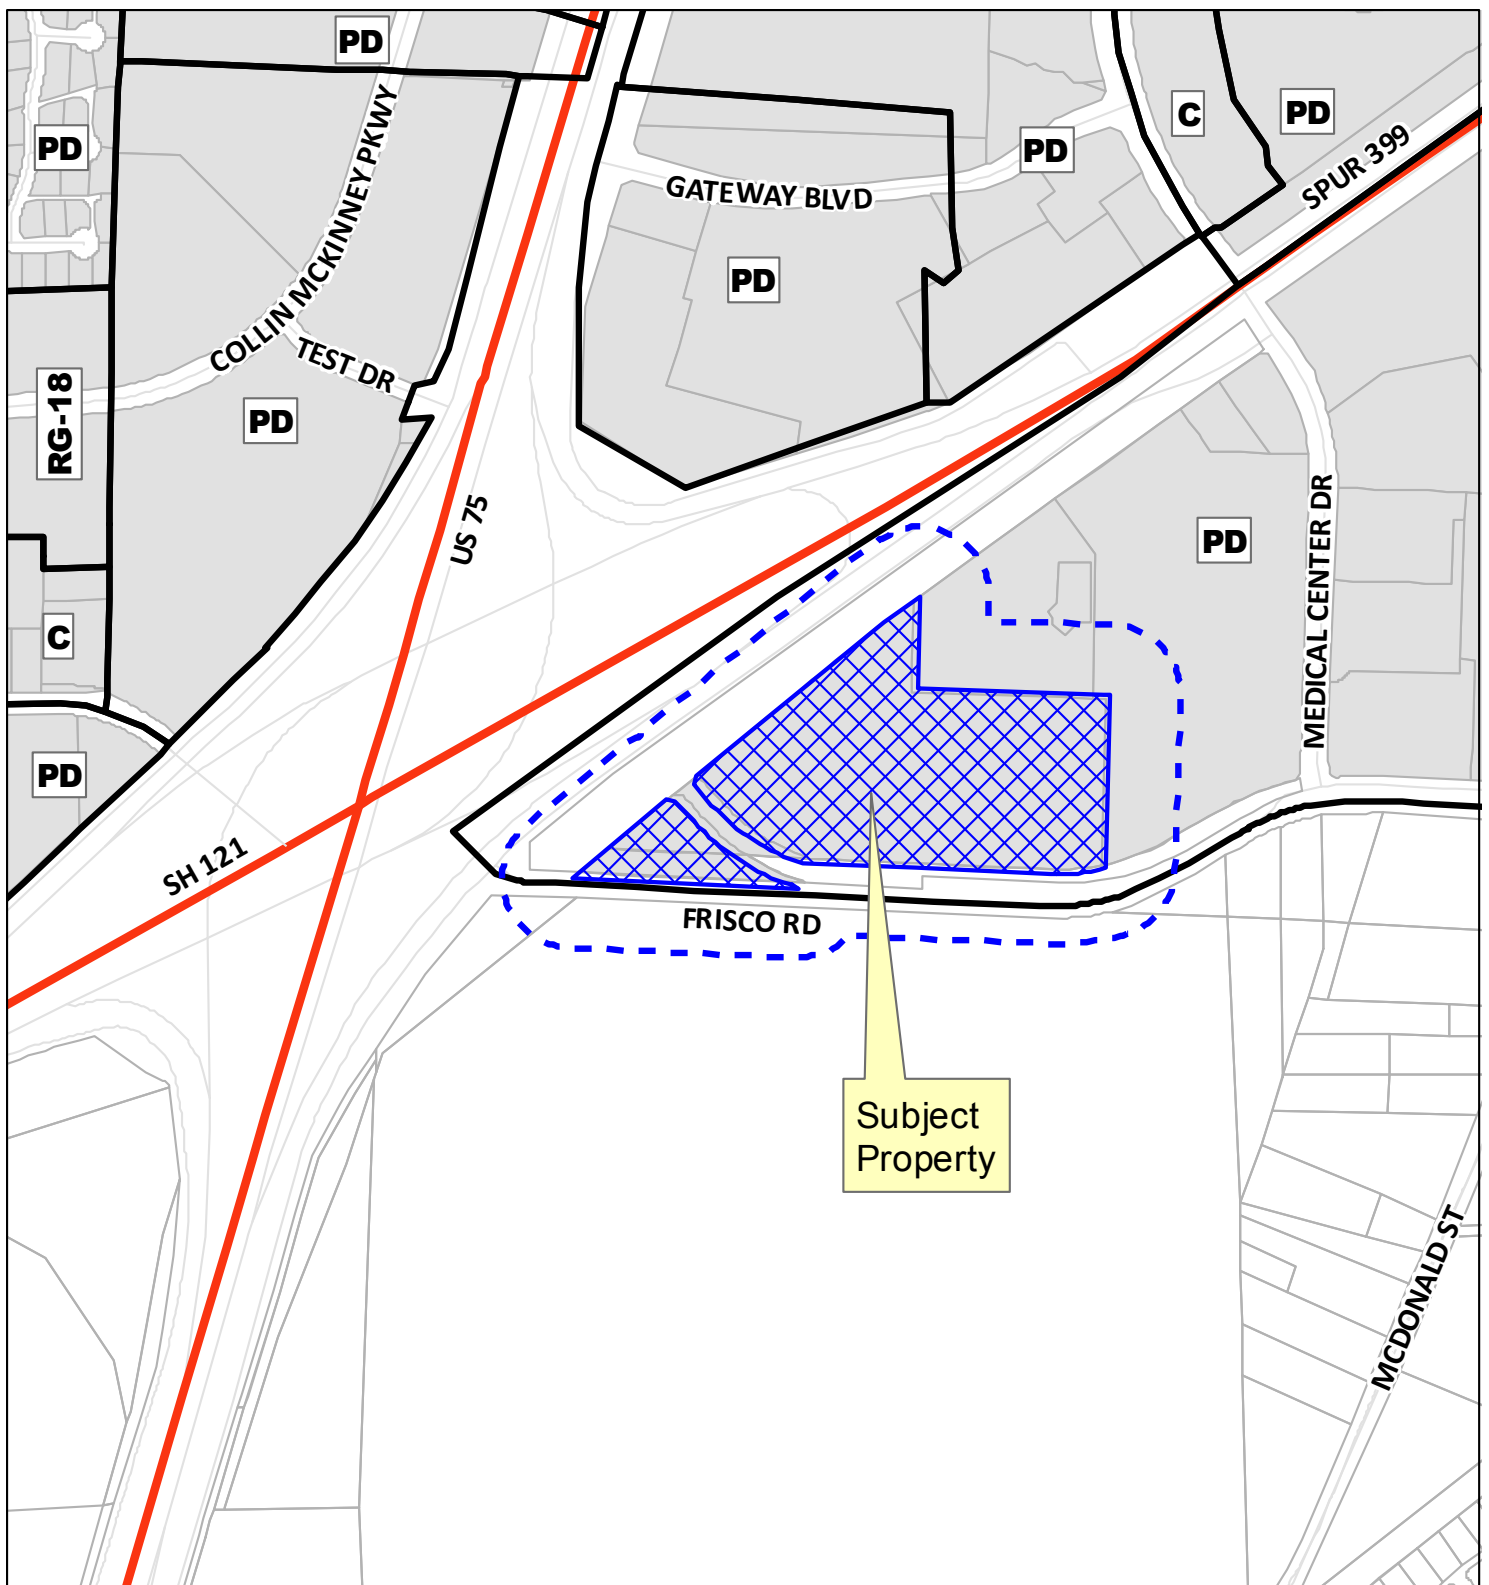 PD
PD
C
PD
PD
PD
GATEWAY BLVD
SPUR 399
COLLIN MCKINNEY PKWY
PD
TEST DR
RG-18
PD
US 75
PD
MEDICAL CENTER DR
C
PD
SH 121
FRISCO RD
Subject
Property
MCDONALD ST